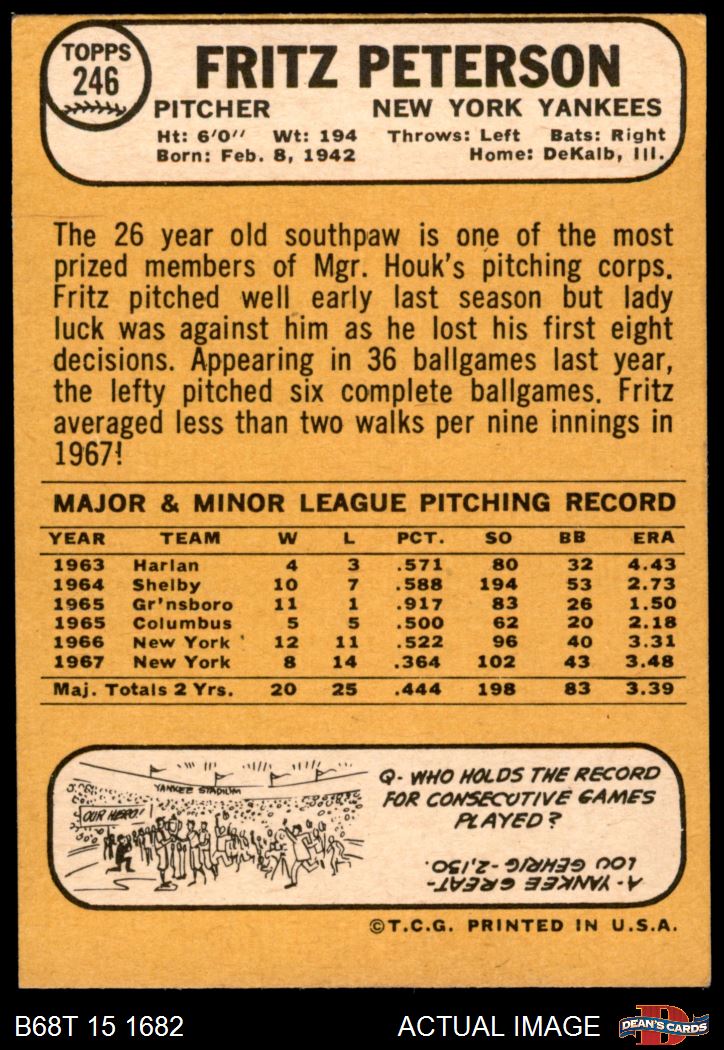 TOPPS
246
FRITZ PETERSON
PITCHER NEW YORK YANKEES
Ht: 6'0" Wt: 194 Throws: Left Bats: Right
Born: Feb. 8, 1942 Home: DeKalb, Ill.
The 26 year old southpaw is one of the most
prized members of Mgr. Houk's pitching corps.
Fritz pitched well early last season but lady
luck was against him as he lost his first eight
decisions. Appearing in 36 ballgames last year,
the lefty pitched six complete ballgames. Fritz
averaged less than two walks per nine innings in
1967!
MAJOR & MINOR LEAGUE PITCHING RECORD
YEAR TEAM W L PCT. SO BB ERA
1963 Harlan 4 3 .571 80 32 4.43
1964 Shelby 10 7 .588 194 53 2.73
1965 Gr'nsboro 11 1 .917 83 26 1.50
1965 Columbus 5 5 .500 62 20 2.18
1966 New York 12 11 .522 96 40 3.31
1967 New York 8 14 .364 102 43 3.48
Maj. Totals 2 Yrs. 20 25 .444 198 83 3.39
YANKEE STADIUM
OUR HERO!
Q- WHO HOLDS THE RECORD
FOR CONSECUTIVE GAMES
PLAYED?
A- YANKEE GREAT-
LOU GEHRIG -2,130.
©T.C.G. PRINTED IN U.S.A.
B68T 15 1682 ACTUAL IMAGE
D
DEAN'S CARDS